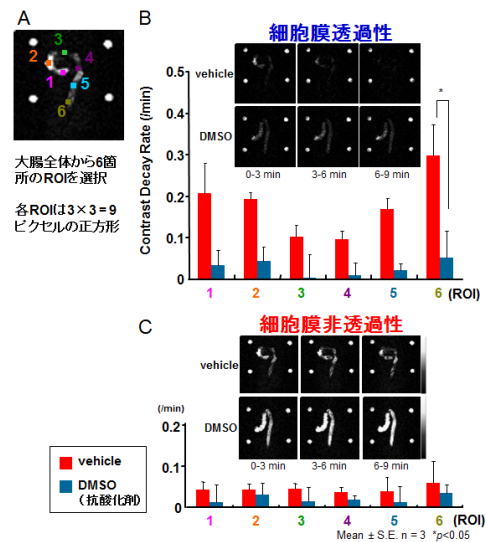 A
3
2
4
1
5
6
大腸全体から6箇
所のROIを選択
各ROIは3×3=9
ピクセルの正方形
B
細胞膜透過性
vehicle
DMSO
0-3 min
3-6 min
6-9 min
*
Contrast Decay Rate (/min)
0.5
0.4
0.3
0.2
0.1
0
1 2 3 4 5 6 (ROI)
C
細胞膜非透過性
vehicle
DMSO
0-3 min
3-6 min
6-9 min
(/min)
0.2
0.1
0
1 2 3 4 5 6 (ROI)
Mean ± S.E. n = 3 *p<0.05
vehicle
DMSO
(抗酸化剤)